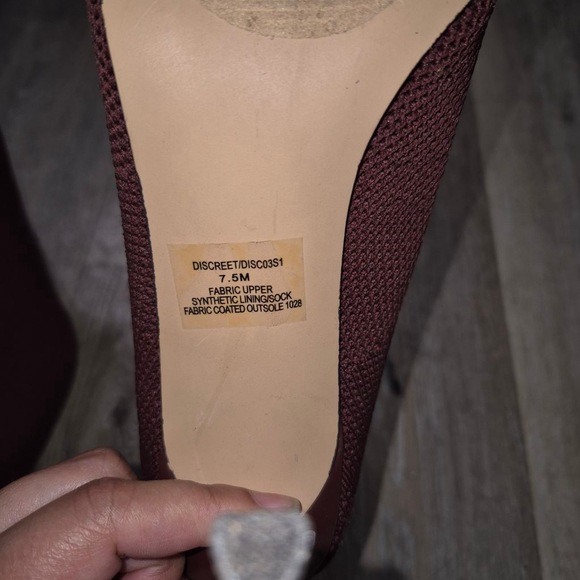 DISCREET/DISC03S1
7.5M
FABRIC UPPER
SYNTHETIC LINING/SOCK
FABRIC COATED OUTSOLE 1028